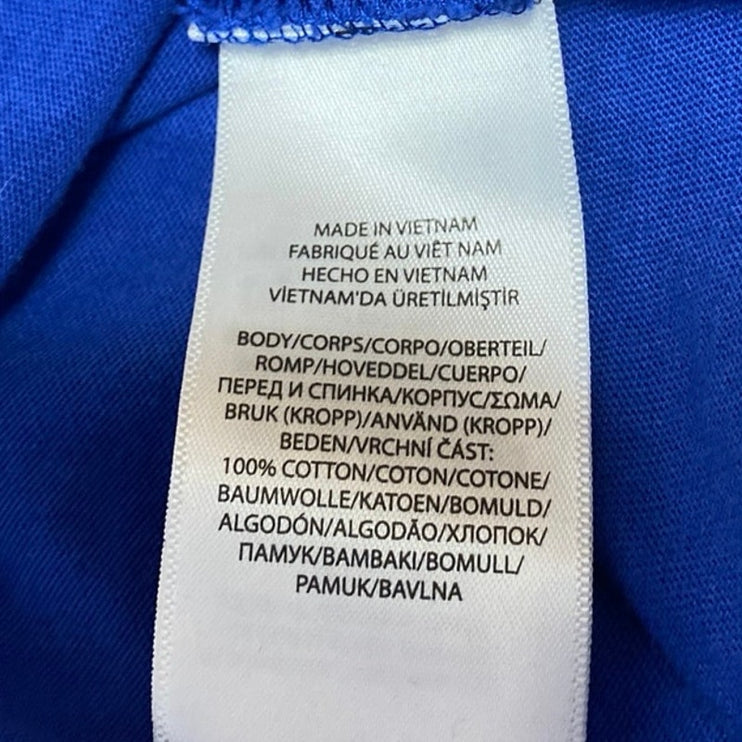 MADE IN VIETNAM
FABRIQUÉ AU VIÊT NAM
HECHO EN VIETNAM
VİETNAM'DA ÜRETİLMİŞTİR
BODY/CORPS/CORPO/OBERTEIL/
ROMP/HOVEDDEL/CUERPO/
ПЕРЕД И СПИНКА/КОРПУС/ΣΩΜΑ/
BRUK (KROPP)/ANVÄND (KROPP)/
BEDEN/VRCHNÍ ČÁST:
100% COTTON/COTON/COTONE/
BAUMWOLLE/KATOEN/BOMULD/
ALGODÓN/ALGODÃO/ХЛОПОК/
ПАМУК/ΒΑΜΒΑΚΙ/BOMULL/
PAMUK/BAVLNA